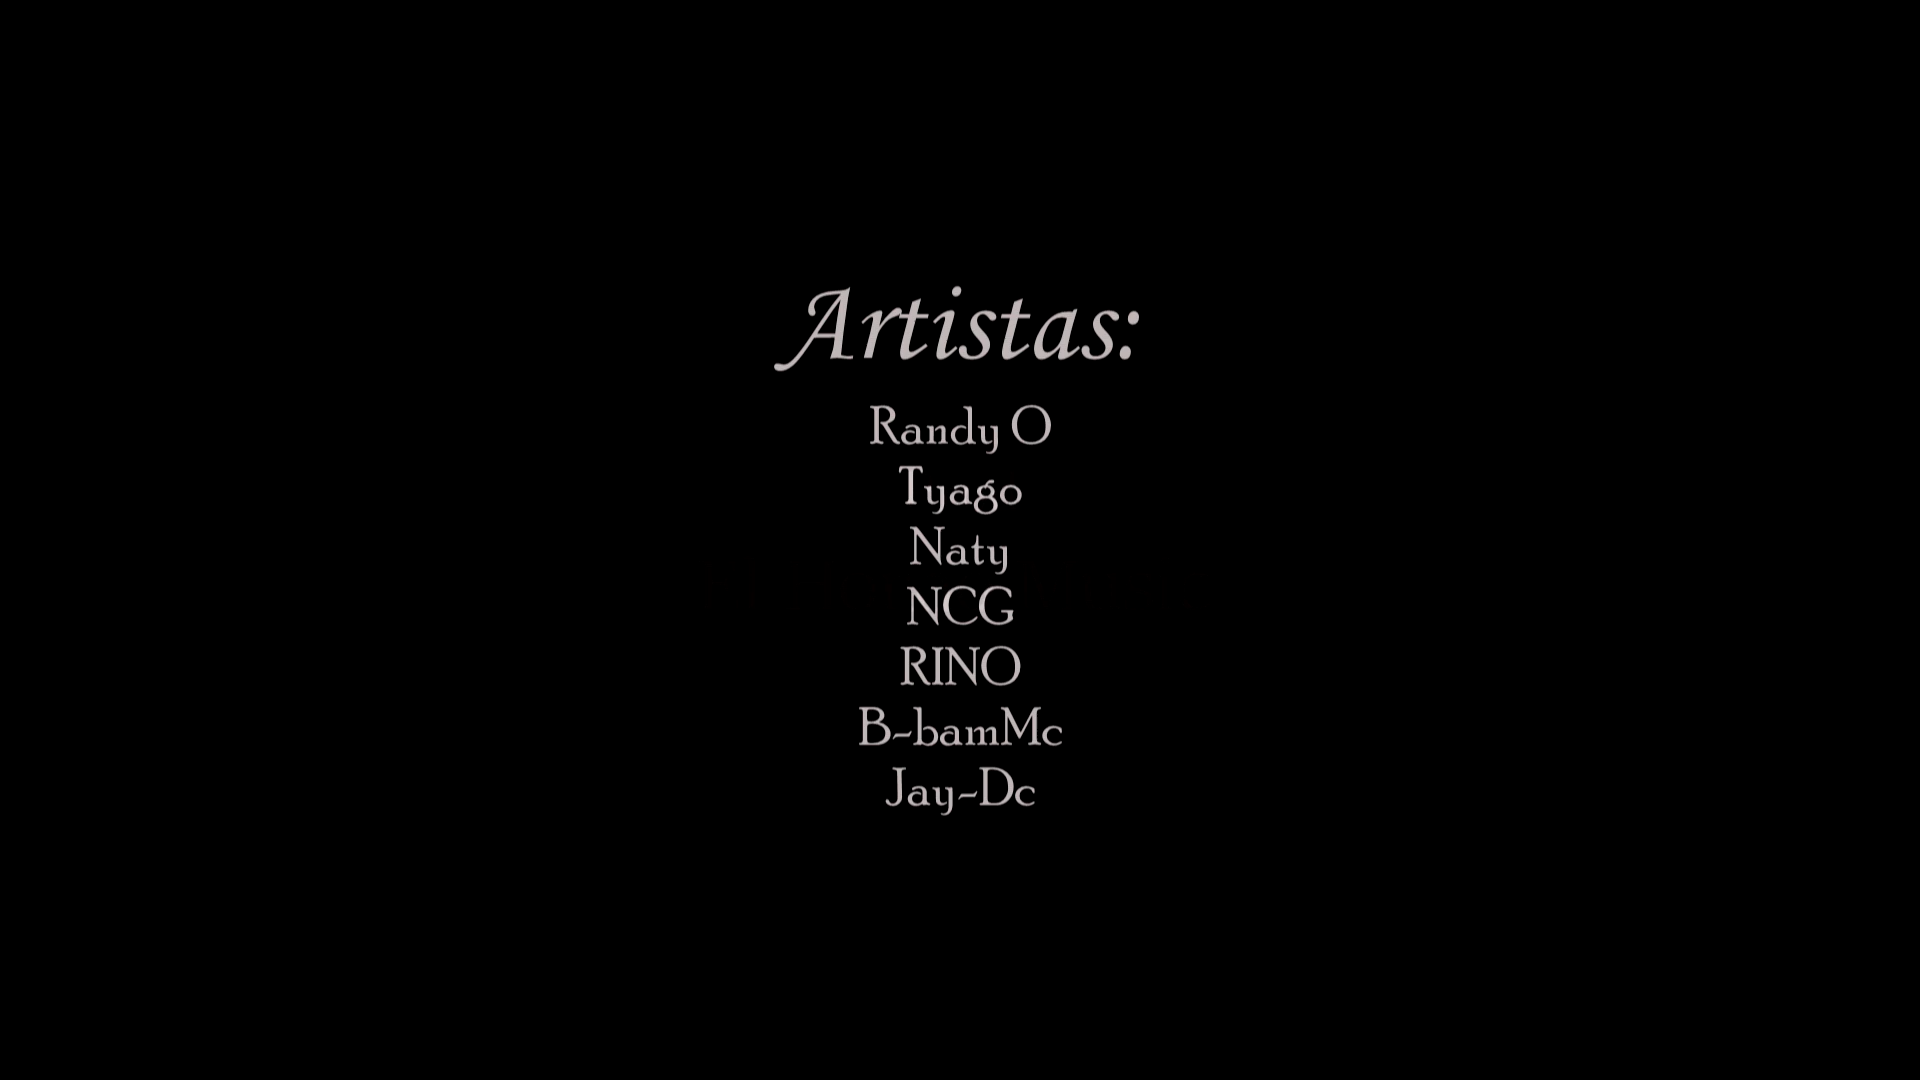 Artistas:
Randy O
Tyago
Naty
NCG
RINO
B-bamMc
Jay-Dc